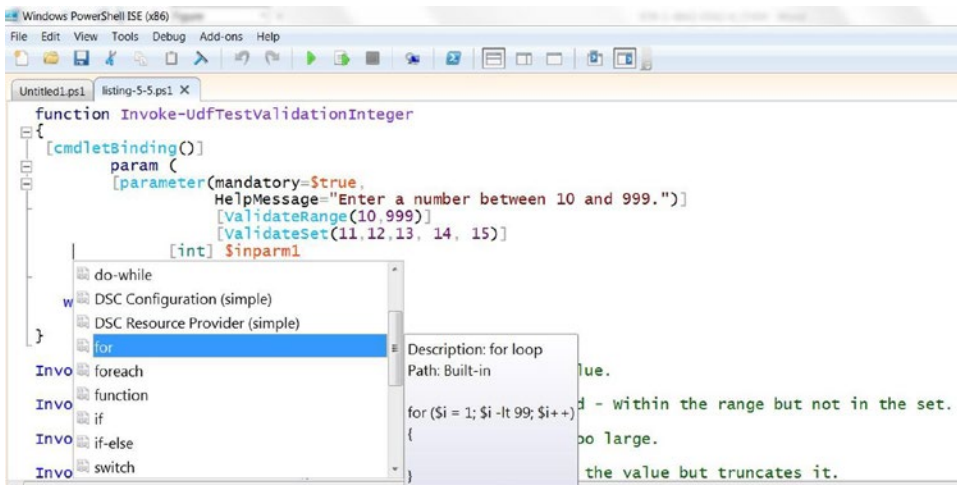 Windows PowerShell ISE (x86)
File Edit View Tools Debug Add-ons Help
Untitled1.ps1 listing-5-5.ps1 X
function Invoke-UdfTestValidationInteger
{
[cmdletBinding()]
param (
[parameter(mandatory=$true,
HelpMessage="Enter a number between 10 and 999.")]
[ValidateRange(10,999)]
[ValidateSet(11,12,13, 14, 15)]
[int] $inparm1
do-while
DSC Configuration (simple)
w
DSC Resource Provider (simple)
}
for
Description: for loop
Invo
foreach
Path: Built-in
lue.
function
Invo
if
for ($i = 1; $i -lt 99; $i++)
d - within the range but not in the set.
{
Invo
if-else
oo large.
switch
Invo
}
the value but truncates it.